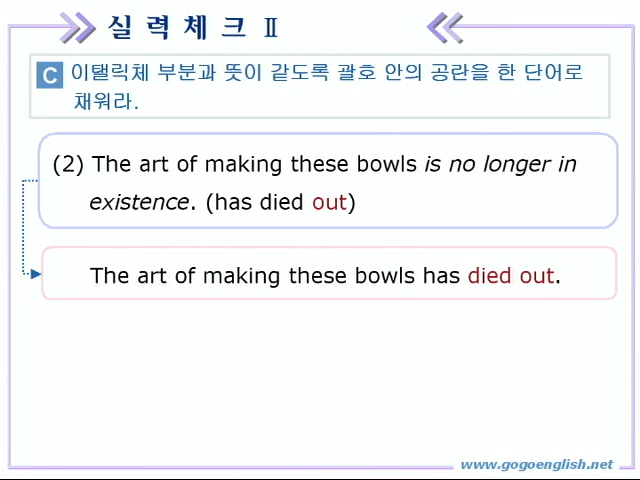 실 력 체 크 Ⅱ
C 이탤릭체 부분과 뜻이 같도록 괄호 안의 공란을 한 단어로
채워라.
(2) The art of making these bowls is no longer in
existence. (has died out)
The art of making these bowls has died out.
www.gogoenglish.net